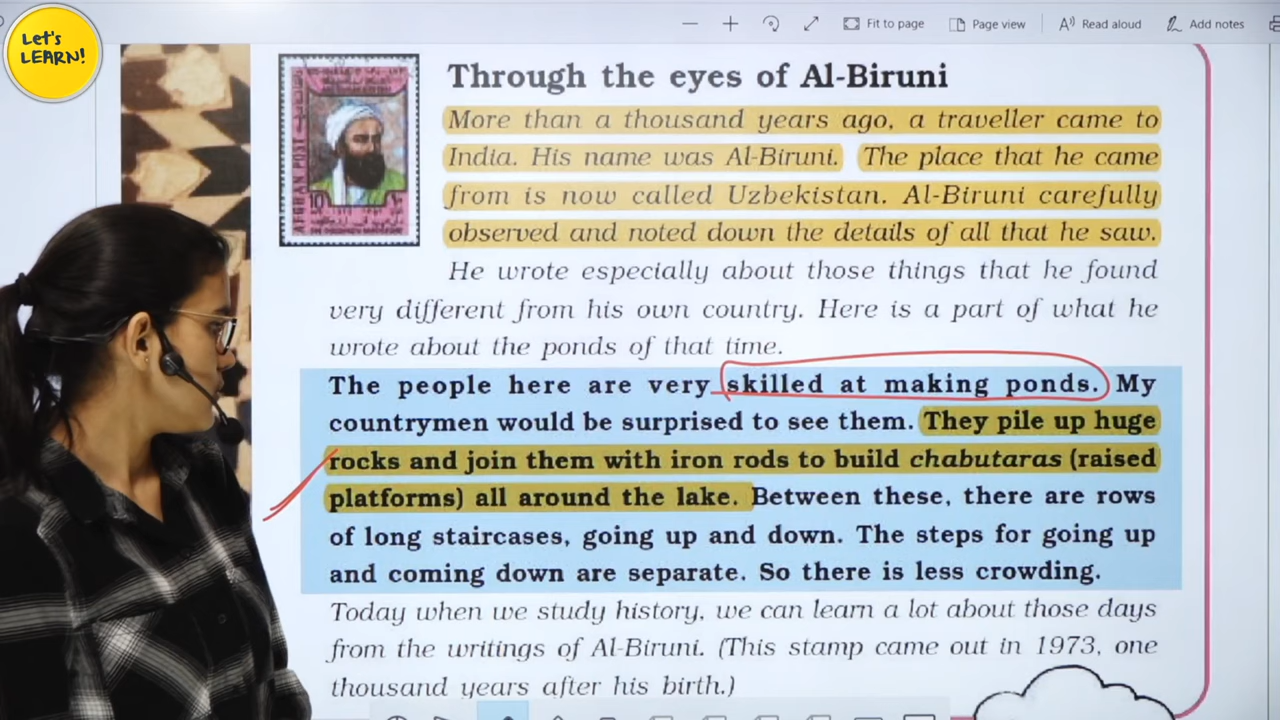 Let's
LEARN!
Fit to page
Page view
Read aloud
Add notes
AFGHAN POST
10
Through the eyes of Al-Biruni
More than a thousand years ago, a traveller came to
India. His name was Al-Biruni. The place that he came
from is now called Uzbekistan. Al-Biruni carefully
observed and noted down the details of all that he saw.
He wrote especially about those things that he found
very different from his own country. Here is a part of what he
wrote about the ponds of that time.
The people here are very skilled at making ponds. My
countrymen would be surprised to see them. They pile up huge
rocks and join them with iron rods to build chabutaras (raised
platforms) all around the lake. Between these, there are rows
of long staircases, going up and down. The steps for going up
and coming down are separate. So there is less crowding.
Today when we study history, we can learn a lot about those days
from the writings of Al-Biruni. (This stamp came out in 1973, one
thousand years after his birth.)